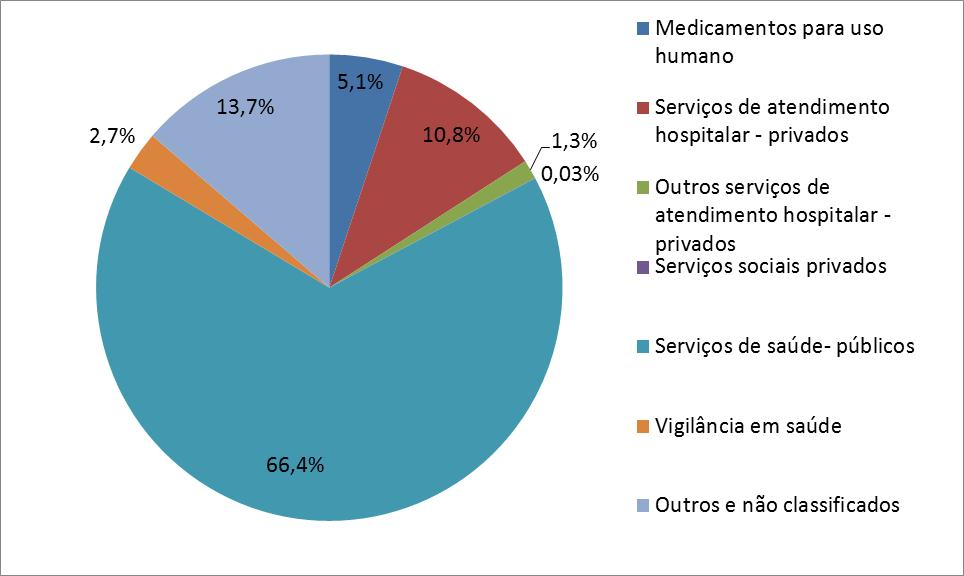 5,1%
10,8%
1,3%
0,03%
66,4%
2,7%
13,7%
Medicamentos para uso
humano
Serviços de atendimento
hospitalar - privados
Outros serviços de
atendimento hospitalar -
privados
Serviços sociais privados
Serviços de saúde- públicos
Vigilância em saúde
Outros e não classificados